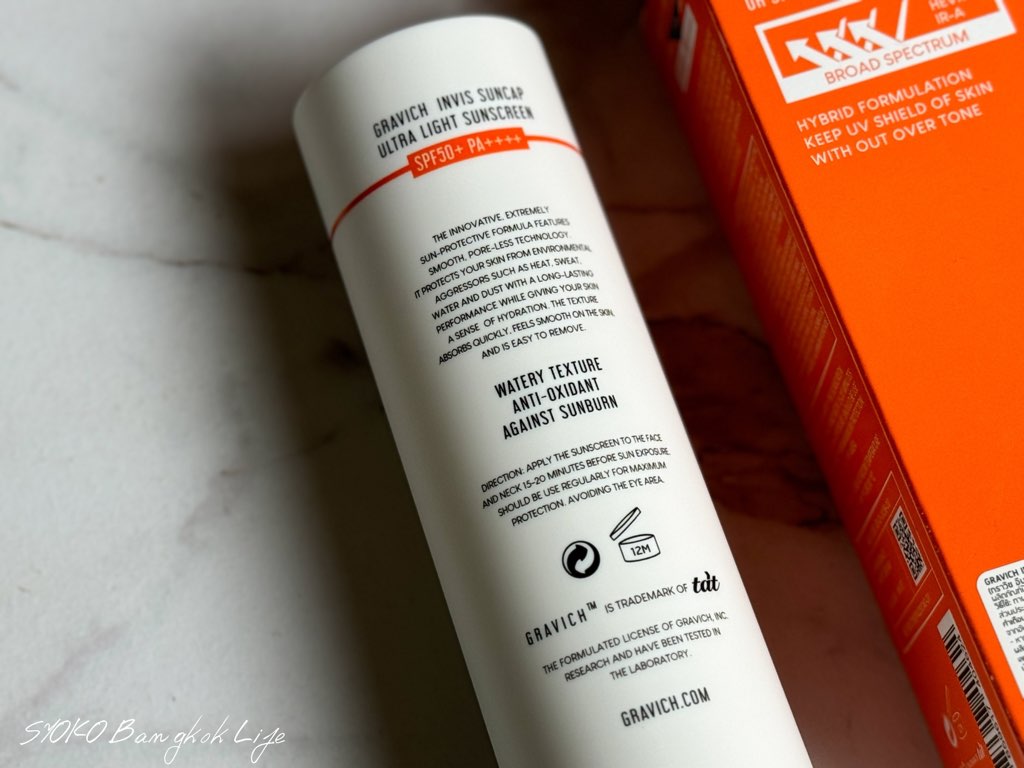 GRAVICH INVIS SUNCAP
ULTRA LIGHT SUNSCREEN
SPF50+ PA++++
THE INNOVATIVE, EXTREMELY
SUN-PROTECTIVE FORMULA FEATURES
SMOOTH, PORE-LESS TECHNOLOGY.
IT PROTECTS YOUR SKIN FROM ENVIRONMENTAL
AGGRESSORS SUCH AS HEAT, SWEAT,
WATER AND DUST WITH A LONG-LASTING
PERFORMANCE WHILE GIVING YOUR SKIN
A SENSE OF HYDRATION. THE TEXTURE
ABSORBS QUICKLY, FEELS SMOOTH ON THE SKIN,
AND IS EASY TO REMOVE.
WATERY TEXTURE
ANTI-OXIDANT
AGAINST SUNBURN
DIRECTION: APPLY THE SUNSCREEN TO THE FACE
AND NECK 15-20 MINUTES BEFORE SUN EXPOSURE.
SHOULD BE USE REGULARLY FOR MAXIMUM
PROTECTION. AVOIDING THE EYE AREA.
12M
GRAVICH™ IS TRADEMARK OF tat
THE FORMULATED LICENSE OF GRAVICH, INC.
RESEARCH AND HAVE BEEN TESTED IN
THE LABORATORY.
GRAVICH.COM
IR-A
BROAD SPECTRUM
HYBRID FORMULATION
KEEP UV SHIELD OF SKIN
WITH OUT OVER TONE
GRAVICH
SYOKO Bangkok Life